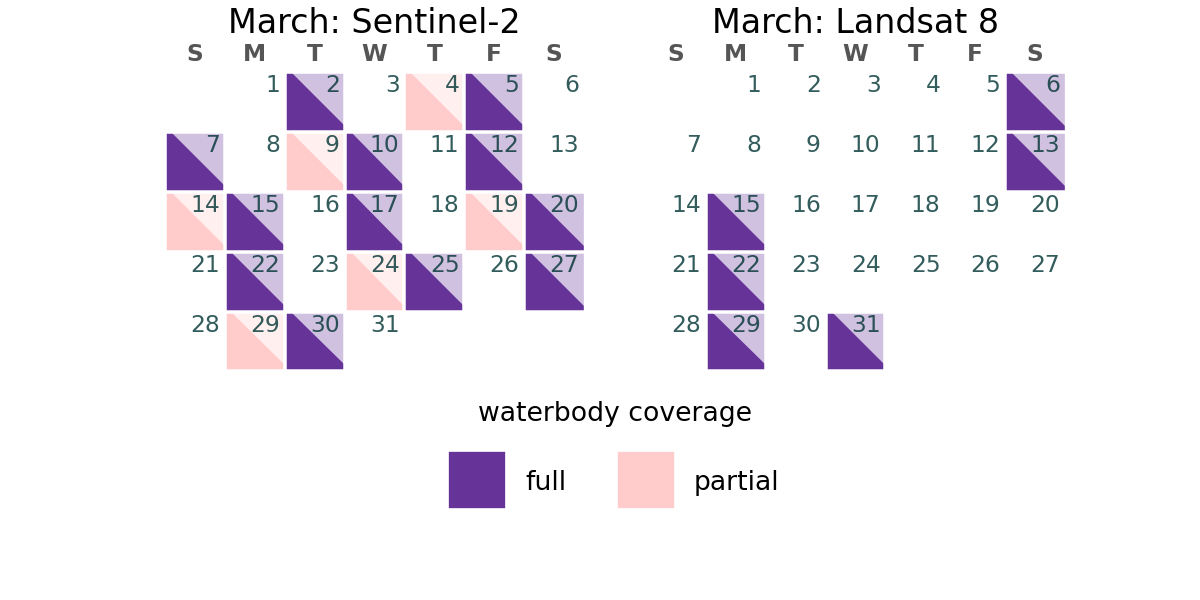 March: Sentinel-2
S M T W T F S
1 2 3 4 5 6
7 8 9 10 11 12 13
14 15 16 17 18 19 20
21 22 23 24 25 26 27
28 29 30 31
March: Landsat 8
S M T W T F S
1 2 3 4 5 6
7 8 9 10 11 12 13
14 15 16 17 18 19 20
21 22 23 24 25 26 27
28 29 30 31
waterbody coverage
full partial